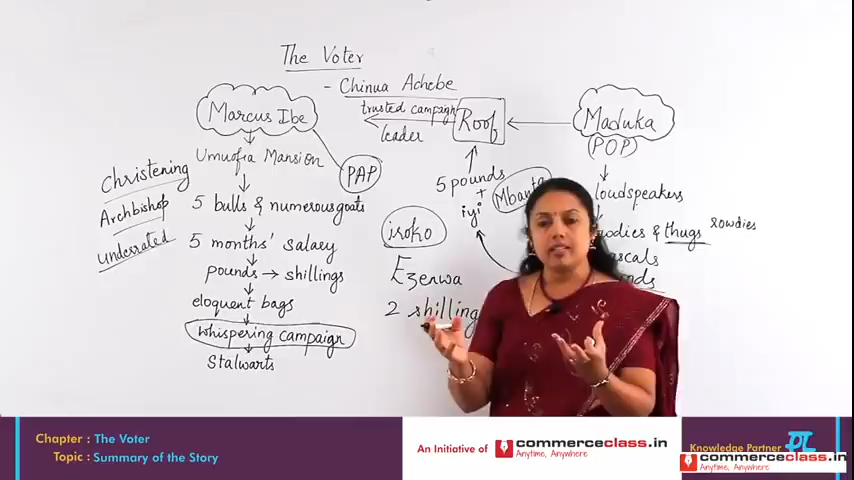 The Voter
- Chinua Achebe
Marcus Ibe
Umuofia Mansion
PAP
5 bulls & numerous goats
5 months' salary
pounds → shillings
eloquent bags
whispering campaign
Stalwarts
Christening
Archbishop
underrated
trusted campaign
leader
Roof
5 pounds
+
iyi
Mbanta
iroko
Ezenwa
2 shilling
Maduka
(POP)
loudspeakers
& thugs rowdies
Chapter : The Voter
Topic : Summary of the Story
An Initiative of commerceclass.in
Anytime, Anywhere
Knowledge Partner
commerceclass.in
Anytime, Anywhere